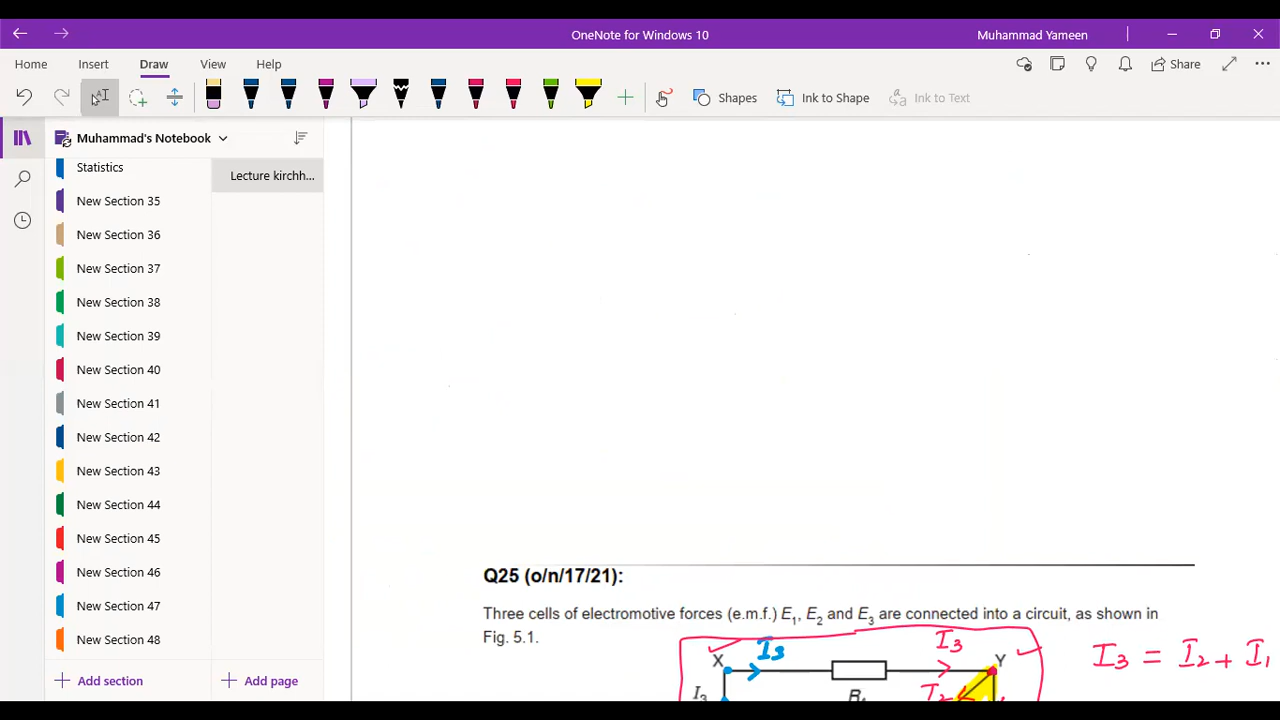 OneNote for Windows 10
Muhammad Yameen
Home
Insert
Draw
View
Help
Share
Shapes
Ink to Shape
Ink to Text
Muhammad's Notebook
Statistics
New Section 35
New Section 36
New Section 37
New Section 38
New Section 39
New Section 40
New Section 41
New Section 42
New Section 43
New Section 44
New Section 45
New Section 46
New Section 47
New Section 48
Add section
Lecture kirchh...
Add page
Q25 (o/n/17/21):
Three cells of electromotive forces (e.m.f.) E1, E2 and E3 are connected into a circuit, as shown in
Fig. 5.1.
X
I3
I3
Y
I3 = I2 + I1
I3
I2